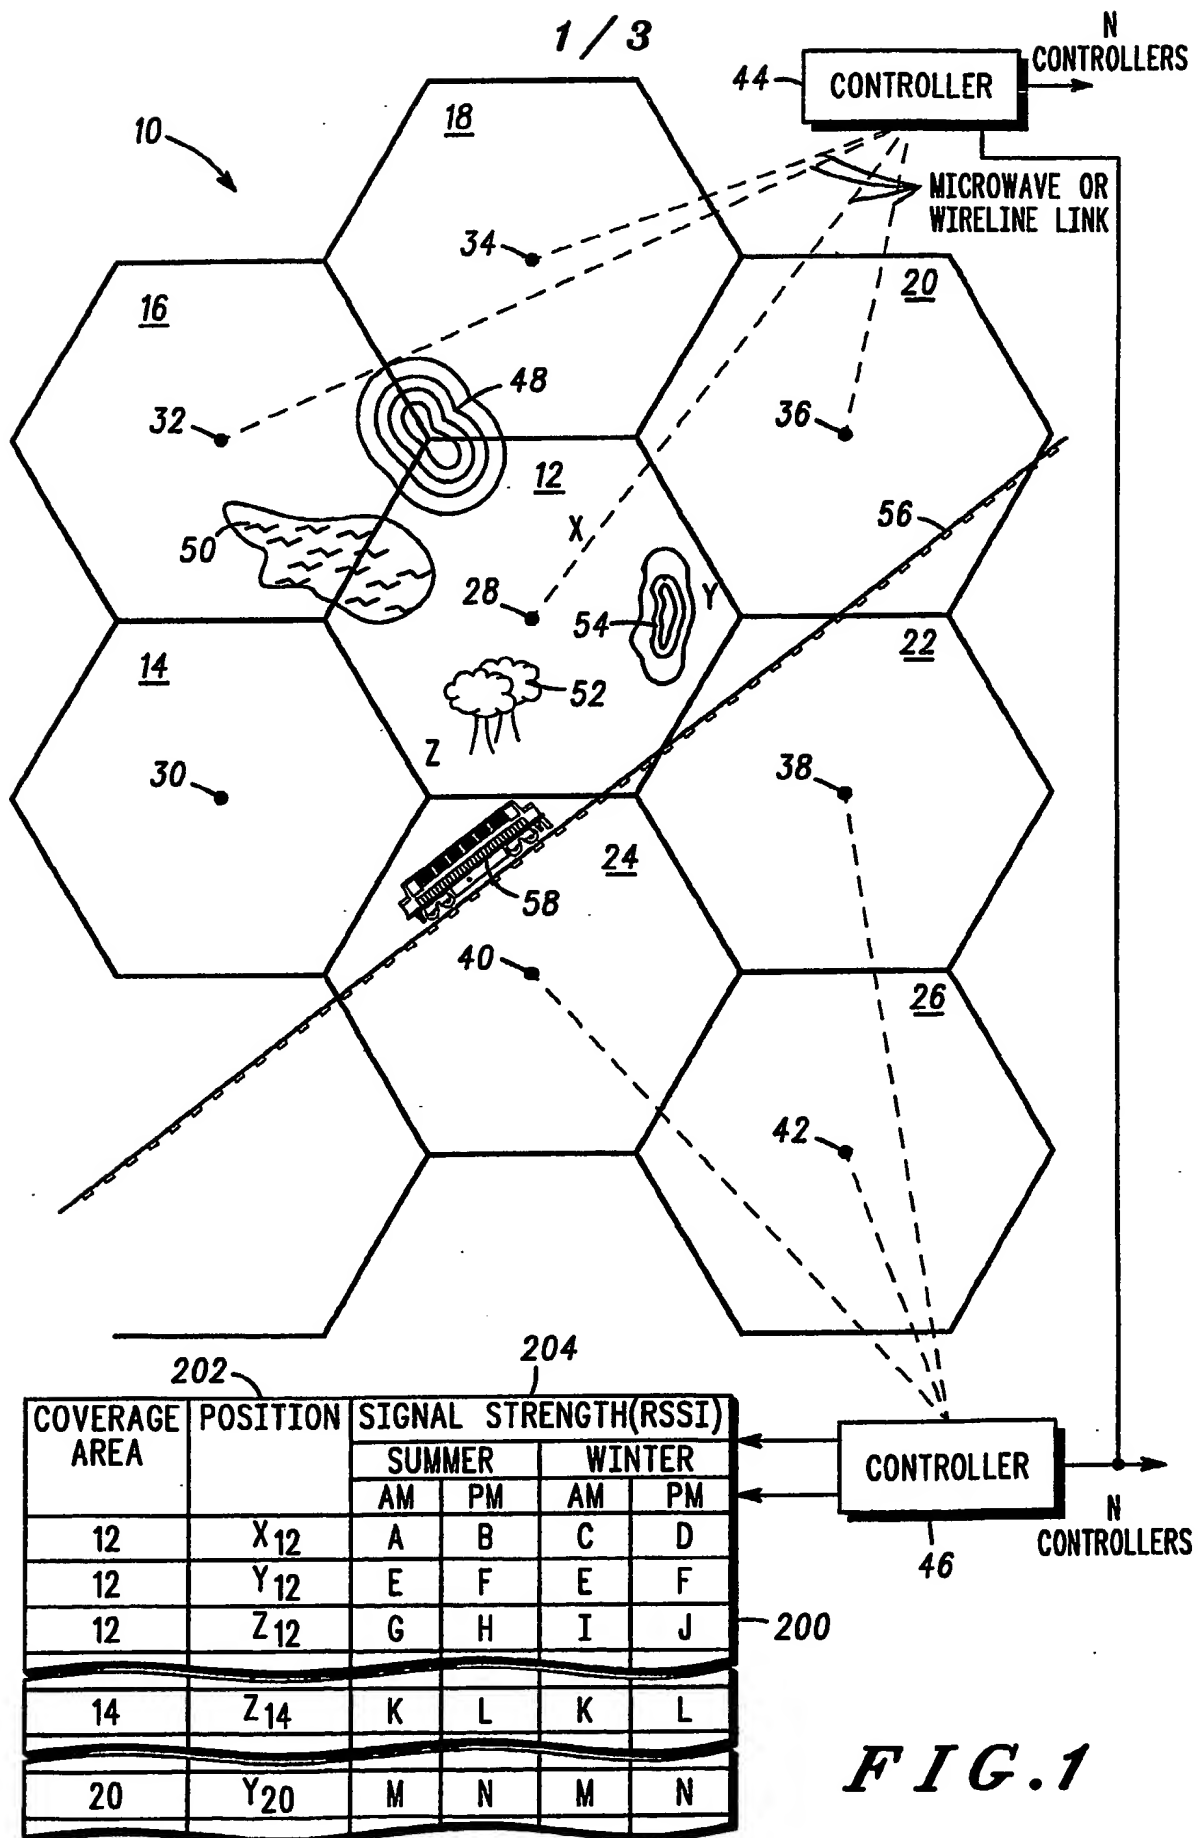 1/3
N
CONTROLLERS
44
CONTROLLER
18
10
MICROWAVE OR
WIRELINE LINK
34
20
16
48
32
36
12
56
X
50
Y
28
54
22
14
52
Z
30
38
24
58
40
26
42
202
204
COVERAGE AREA POSITION SIGNAL STRENGTH(RSSI)
SUMMER WINTER
AM PM AM PM
12 X12 A B C D
12 Y12 E F E F
12 Z12 G H I J
14 Z14 K L K L
20 Y20 M N M N
200
CONTROLLER
46
N
CONTROLLERS
FIG.1